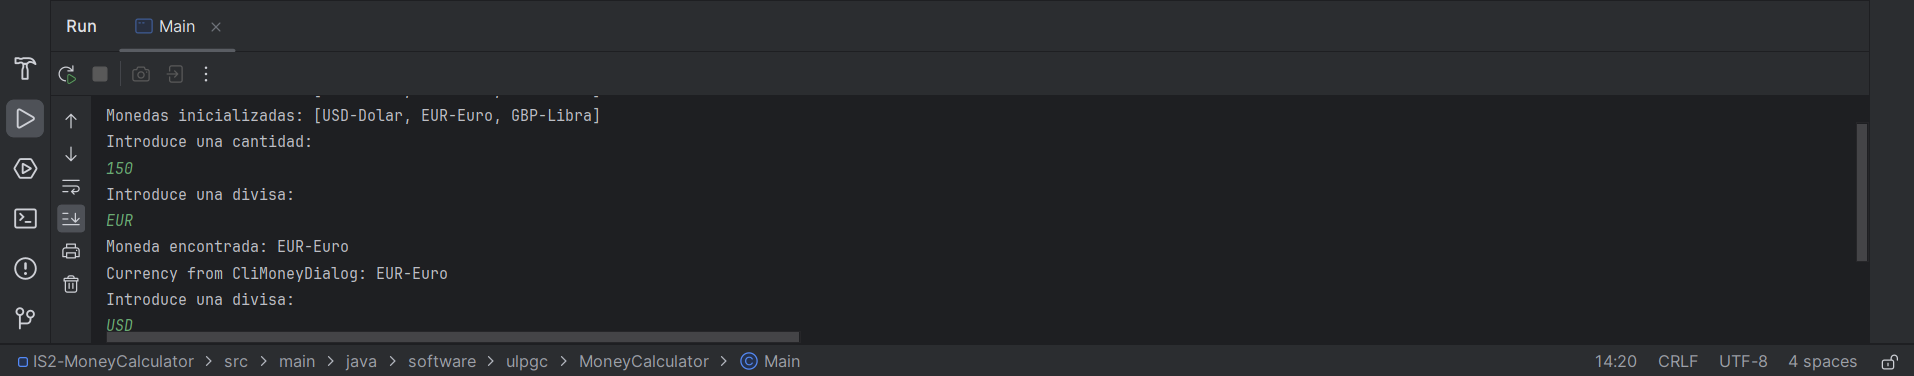 Run Main
Monedas inicializadas: [USD-Dolar, EUR-Euro, GBP-Libra]
Introduce una cantidad:
150
Introduce una divisa:
EUR
Moneda encontrada: EUR-Euro
Currency from CliMoneyDialog: EUR-Euro
Introduce una divisa:
USD
IS2-MoneyCalculator > src > main > java > software > ulpgc > MoneyCalculator > Main 14:20 CRLF UTF-8 4 spaces